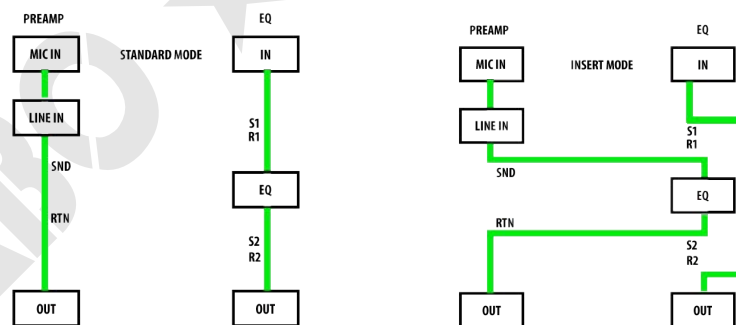 PREAMP
EQ
MIC IN
STANDARD MODE
IN
LINE IN
S1
R1
SND
EQ
RTN
S2
R2
OUT
OUT
PREAMP
EQ
MIC IN
INSERT MODE
IN
LINE IN
S1
R1
SND
EQ
RTN
S2
R2
OUT
OUT